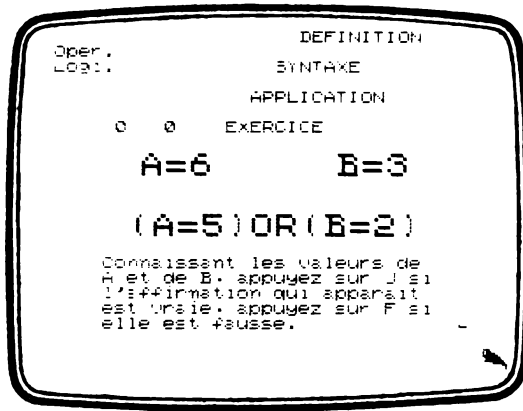 DEFINITION
Oper.
Logi.
SYNTAXE
APPLICATION
0 0 EXERCICE
A=6 B=3
(A=5)OR(B=2)
Connaissant les valeurs de
A et de B, appuyez sur J si
l'affirmation qui apparait
est vraie, appuyez sur F si
elle est fausse.